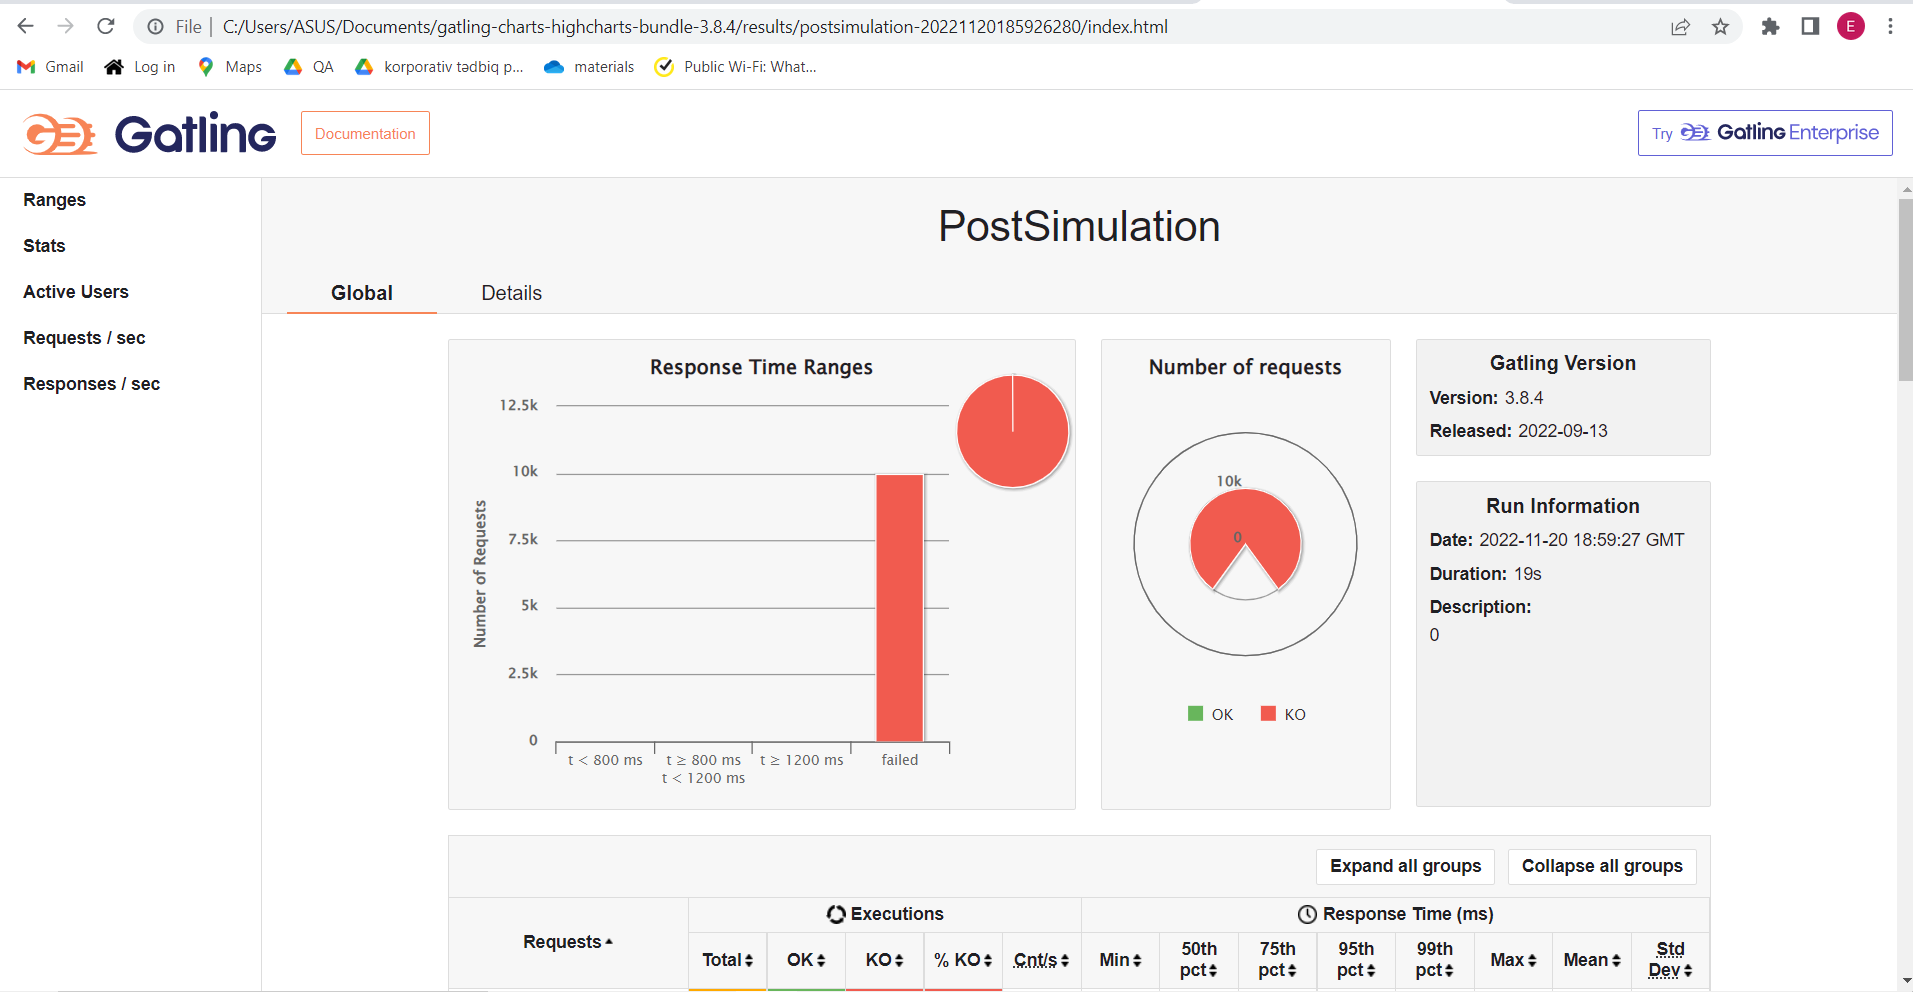 File | C:/Users/ASUS/Documents/gatling-charts-highcharts-bundle-3.8.4/results/postsimulation-20221120185926280/index.html
E
Gmail Log in Maps QA korporativ tədbiq p... materials Public Wi-Fi: What...
Gatling Documentation Try Gatling Enterprise
Ranges
Stats
Active Users
Requests / sec
Responses / sec
PostSimulation
Global Details
Response Time Ranges
12.5k
10k
7.5k
5k
2.5k
0
Number of Requests
t < 800 ms t ≥ 800 ms t ≥ 1200 ms failed
t < 1200 ms
Number of requests
10k
0
OK KO
Gatling Version
Version: 3.8.4
Released: 2022-09-13
Run Information
Date: 2022-11-20 18:59:27 GMT
Duration: 19s
Description:
0
Expand all groups Collapse all groups
Requests Executions Response Time (ms)
Total OK KO % KO Cnt/s Min 50th pct 75th pct 95th pct 99th pct Max Mean Std Dev